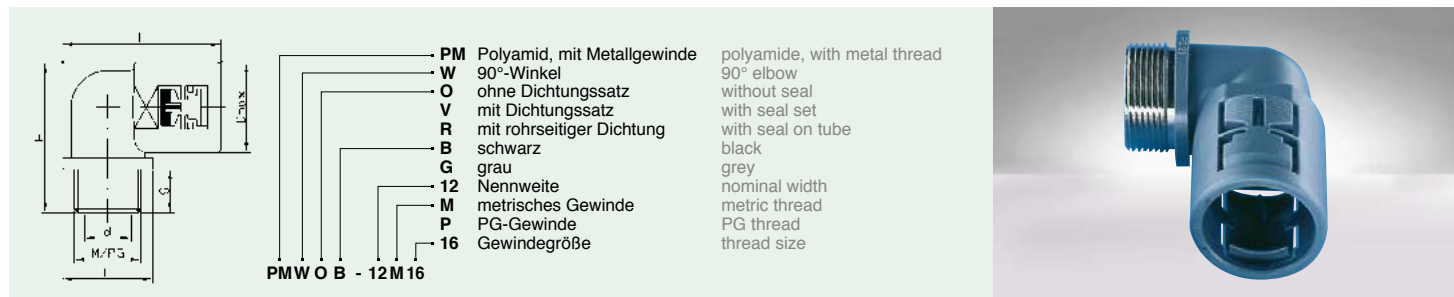 PM Polyamid, mit Metallgewinde polyamide, with metal thread
W 90°-Winkel 90° elbow
O ohne Dichtungssatz without seal
V mit Dichtungssatz with seal set
R mit rohrseitiger Dichtung with seal on tube
B schwarz black
G grau grey
12 Nennweite nominal width
M metrisches Gewinde metric thread
P PG-Gewinde PG thread
16 Gewindegröße thread size
PM W O B - 12 M 16
G
d
M/PG